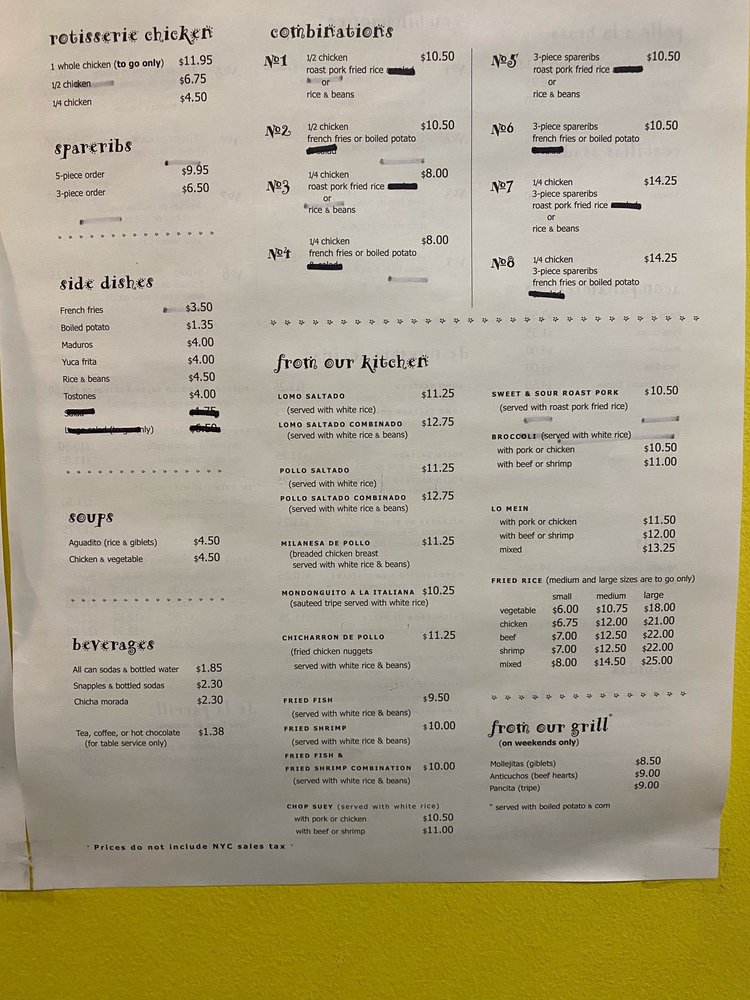 rotisserie chicken
1 whole chicken (to go only) $11.95
1/2 chicken $6.75
1/4 chicken $4.50
spareribs
5-piece order $9.95
3-piece order $6.50
side dishes
French fries $3.50
Boiled potato $1.35
Maduros $4.00
Yuca frita $4.00
Rice & beans $4.50
Tostones $4.00
soups
Aguadito (rice & giblets) $4.50
Chicken & vegetable $4.50
beverages
All can sodas & bottled water $1.85
Snapples & bottled sodas $2.30
Chicha morada $2.30
Tea, coffee, or hot chocolate $1.38
(for table service only)
combinations
№1 1/2 chicken $10.50
roast pork fried rice
or
rice & beans
№2 1/2 chicken $10.50
french fries or boiled potato
№3 1/4 chicken $8.00
roast pork fried rice
or
rice & beans
№4 1/4 chicken $8.00
french fries or boiled potato
№5 3-piece spareribs $10.50
roast pork fried rice
or
rice & beans
№6 3-piece spareribs $10.50
french fries or boiled potato
№7 1/4 chicken $14.25
3-piece spareribs
roast pork fried rice
or
rice & beans
№8 1/4 chicken $14.25
3-piece spareribs
french fries or boiled potato
from our kitchen
LOMO SALTADO $11.25
(served with white rice)
LOMO SALTADO COMBINADO $12.75
(served with white rice & beans)
POLLO SALTADO $11.25
(served with white rice)
POLLO SALTADO COMBINADO $12.75
(served with white rice & beans)
MILANESA DE POLLO $11.25
(breaded chicken breast
served with white rice & beans)
MONDONGUITO A LA ITALIANA $10.25
(sauteed tripe served with white rice)
CHICHARRON DE POLLO $11.25
(fried chicken nuggets
served with white rice & beans)
FRIED FISH $9.50
(served with white rice & beans)
FRIED SHRIMP $10.00
(served with white rice & beans)
FRIED FISH &
FRIED SHRIMP COMBINATION $10.00
(served with white rice & beans)
CHOP SUEY (served with white rice)
with pork or chicken $10.50
with beef or shrimp $11.00
SWEET & SOUR ROAST PORK $10.50
(served with roast pork fried rice)
BROCCOLI (served with white rice)
with pork or chicken $10.50
with beef or shrimp $11.00
LO MEIN
with pork or chicken $11.50
with beef or shrimp $12.00
mixed $13.25
FRIED RICE (medium and large sizes are to go only)
small medium large
vegetable $6.00 $10.75 $18.00
chicken $6.75 $12.00 $21.00
beef $7.00 $12.50 $22.00
shrimp $7.00 $12.50 $22.00
mixed $8.00 $14.50 $25.00
from our grill*
(on weekends only)
Mollejitas (giblets) $8.50
Anticuchos (beef hearts) $9.00
Pancita (tripe) $9.00
* served with boiled potato & corn
* Prices do not include NYC sales tax *